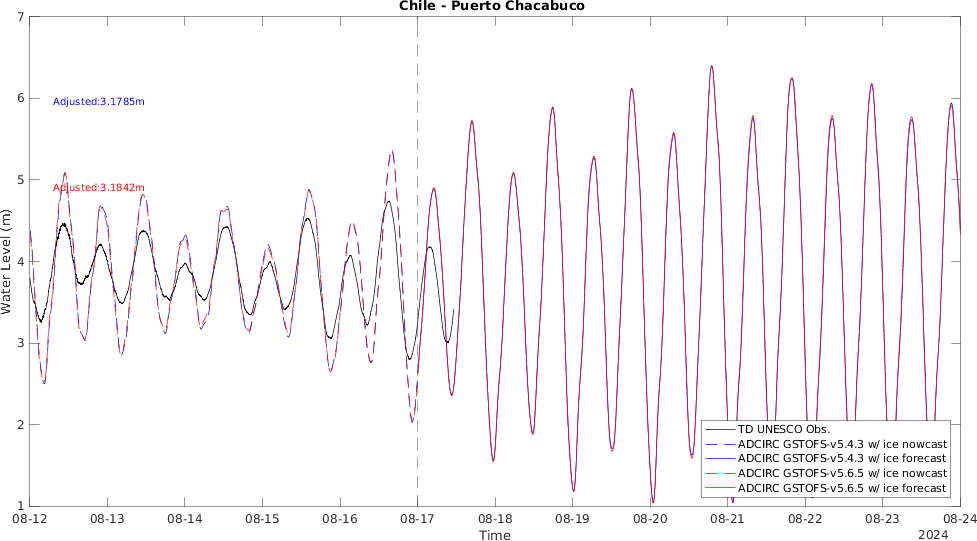 Chile - Puerto Chacabuco
7
6
5
4
3
2
1
Water Level (m)
Adjusted:3.1785m
Adjusted:3.1842m
TD UNESCO Obs.
ADCIRC GSTOFS-v5.4.3 w/ ice nowcast
ADCIRC GSTOFS-v5.4.3 w/ ice forecast
ADCIRC GSTOFS-v5.6.5 w/ ice nowcast
ADCIRC GSTOFS-v5.6.5 w/ ice forecast
08-12 08-13 08-14 08-15 08-16 08-17 08-18 08-19 08-20 08-21 08-22 08-23 08-24
Time
2024